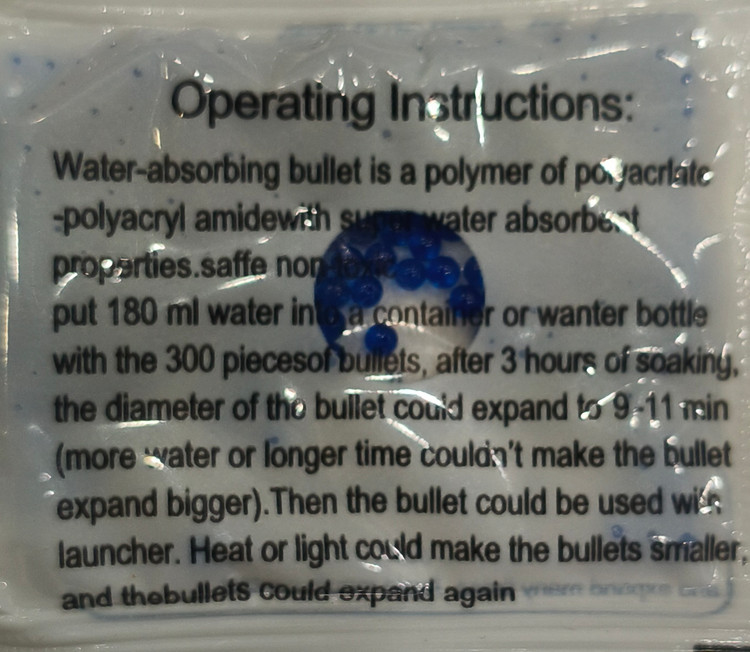 Operating Instructions:
Water-absorbing bullet is a polymer of polyacrlate
-polyacryl amidewith super water absorbent
properties.saffe non-toxic
put 180 ml water into a container or wanter bottle
with the 300 piecesof bullets, after 3 hours of soaking,
the diameter of the bullet could expand to 9-11 min
(more water or longer time couldn't make the bullet
expand bigger).Then the bullet could be used with
launcher. Heat or light could make the bullets smaller,
and thebullets could expand again